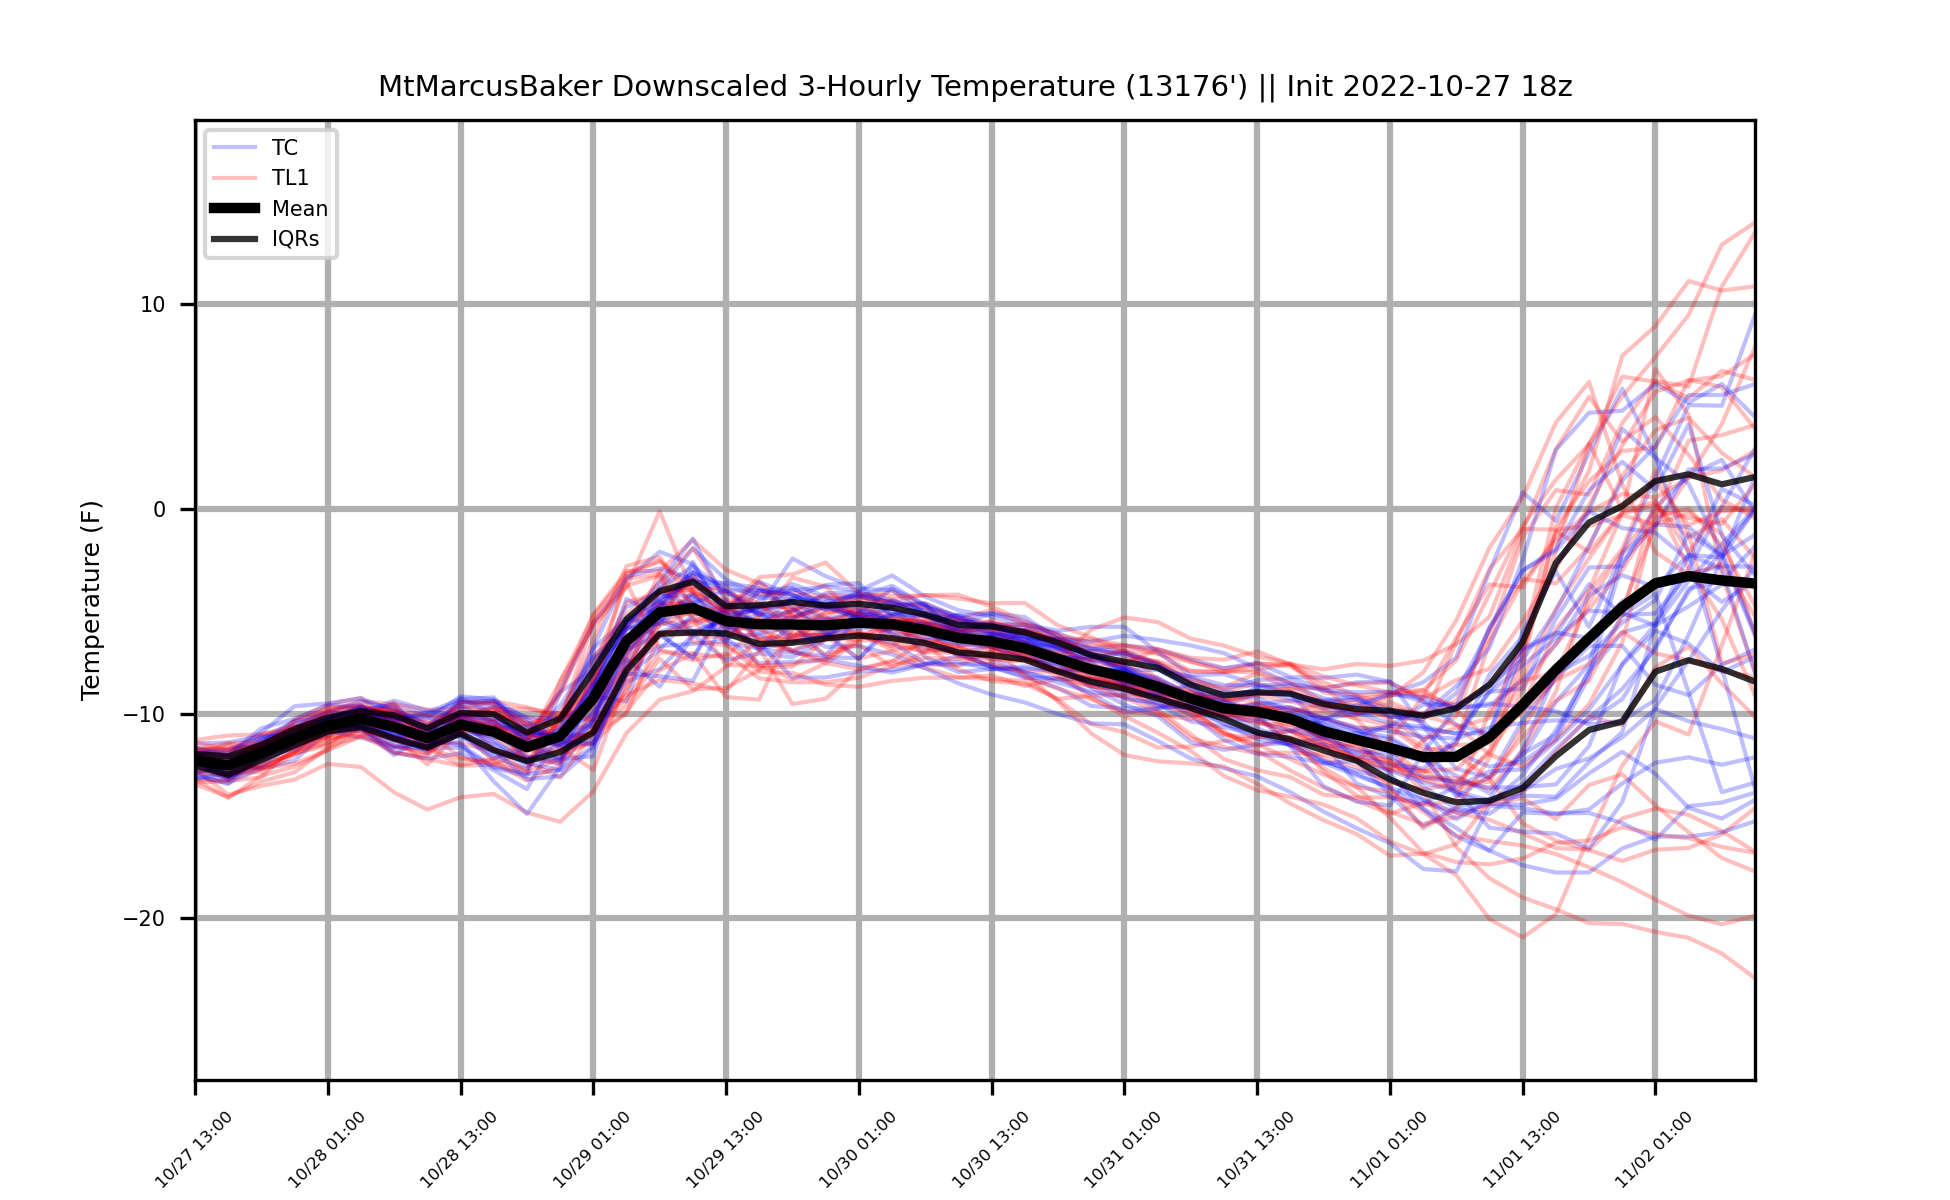 MtMarcusBaker Downscaled 3-Hourly Temperature (13176') || Init 2022-10-27 18z
TC
TL1
Mean
IQRs
Temperature (F)
10
0
−10
−20
10/27 13:00
10/28 01:00
10/28 13:00
10/29 01:00
10/29 13:00
10/30 01:00
10/30 13:00
10/31 01:00
10/31 13:00
11/01 01:00
11/01 13:00
11/02 01:00